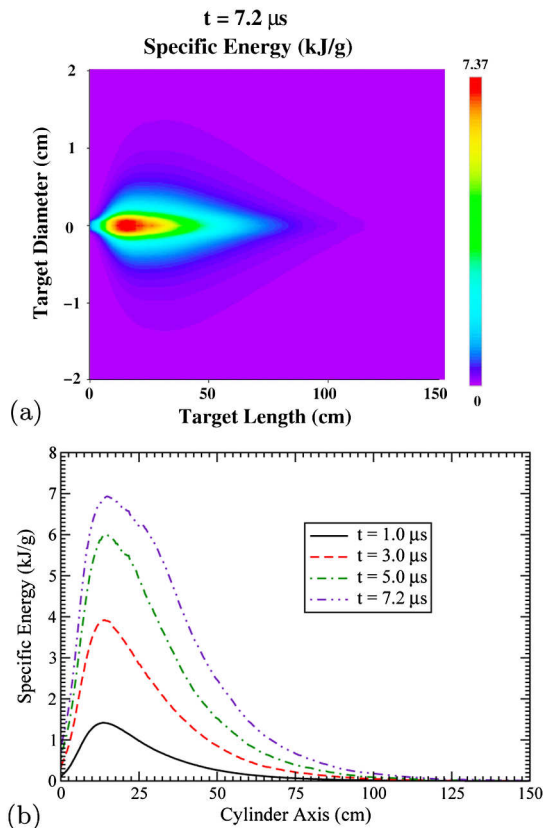 t = 7.2 μs
Specific Energy (kJ/g)
7.37
2
1
0
-1
-2
Target Diameter (cm)
0
50
100
150
0
Target Length (cm)
(a)
8
7
6
5
4
3
2
1
0
Specific Energy (kJ/g)
t = 1.0 μs
t = 3.0 μs
t = 5.0 μs
t = 7.2 μs
0
25
50
75
100
125
150
Cylinder Axis (cm)
(b)